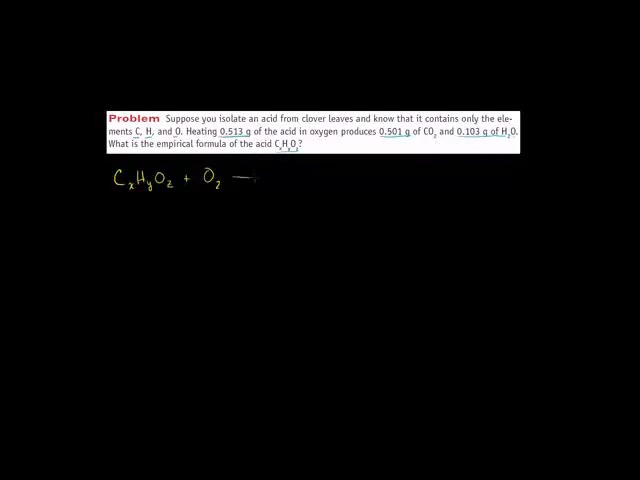 Problem Suppose you isolate an acid from clover leaves and know that it contains only the ele-
ments C, H, and O. Heating 0.513 g of the acid in oxygen produces 0.501 g of CO₂ and 0.103 g of H₂O.
What is the empirical formula of the acid CₓHᵧO₂?
CₓHᵧO₂ + O₂ —